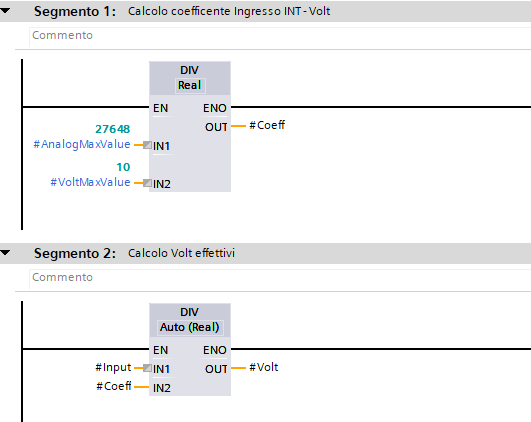 Segmento 1: Calcolo coefficente Ingresso INT - Volt
Commento
DIV
Real
EN ENO
27648
#AnalogMaxValue IN1 OUT #Coeff
10
#VoltMaxValue IN2
Segmento 2: Calcolo Volt effettivi
Commento
DIV
Auto (Real)
EN ENO
#Input IN1 OUT #Volt
#Coeff IN2